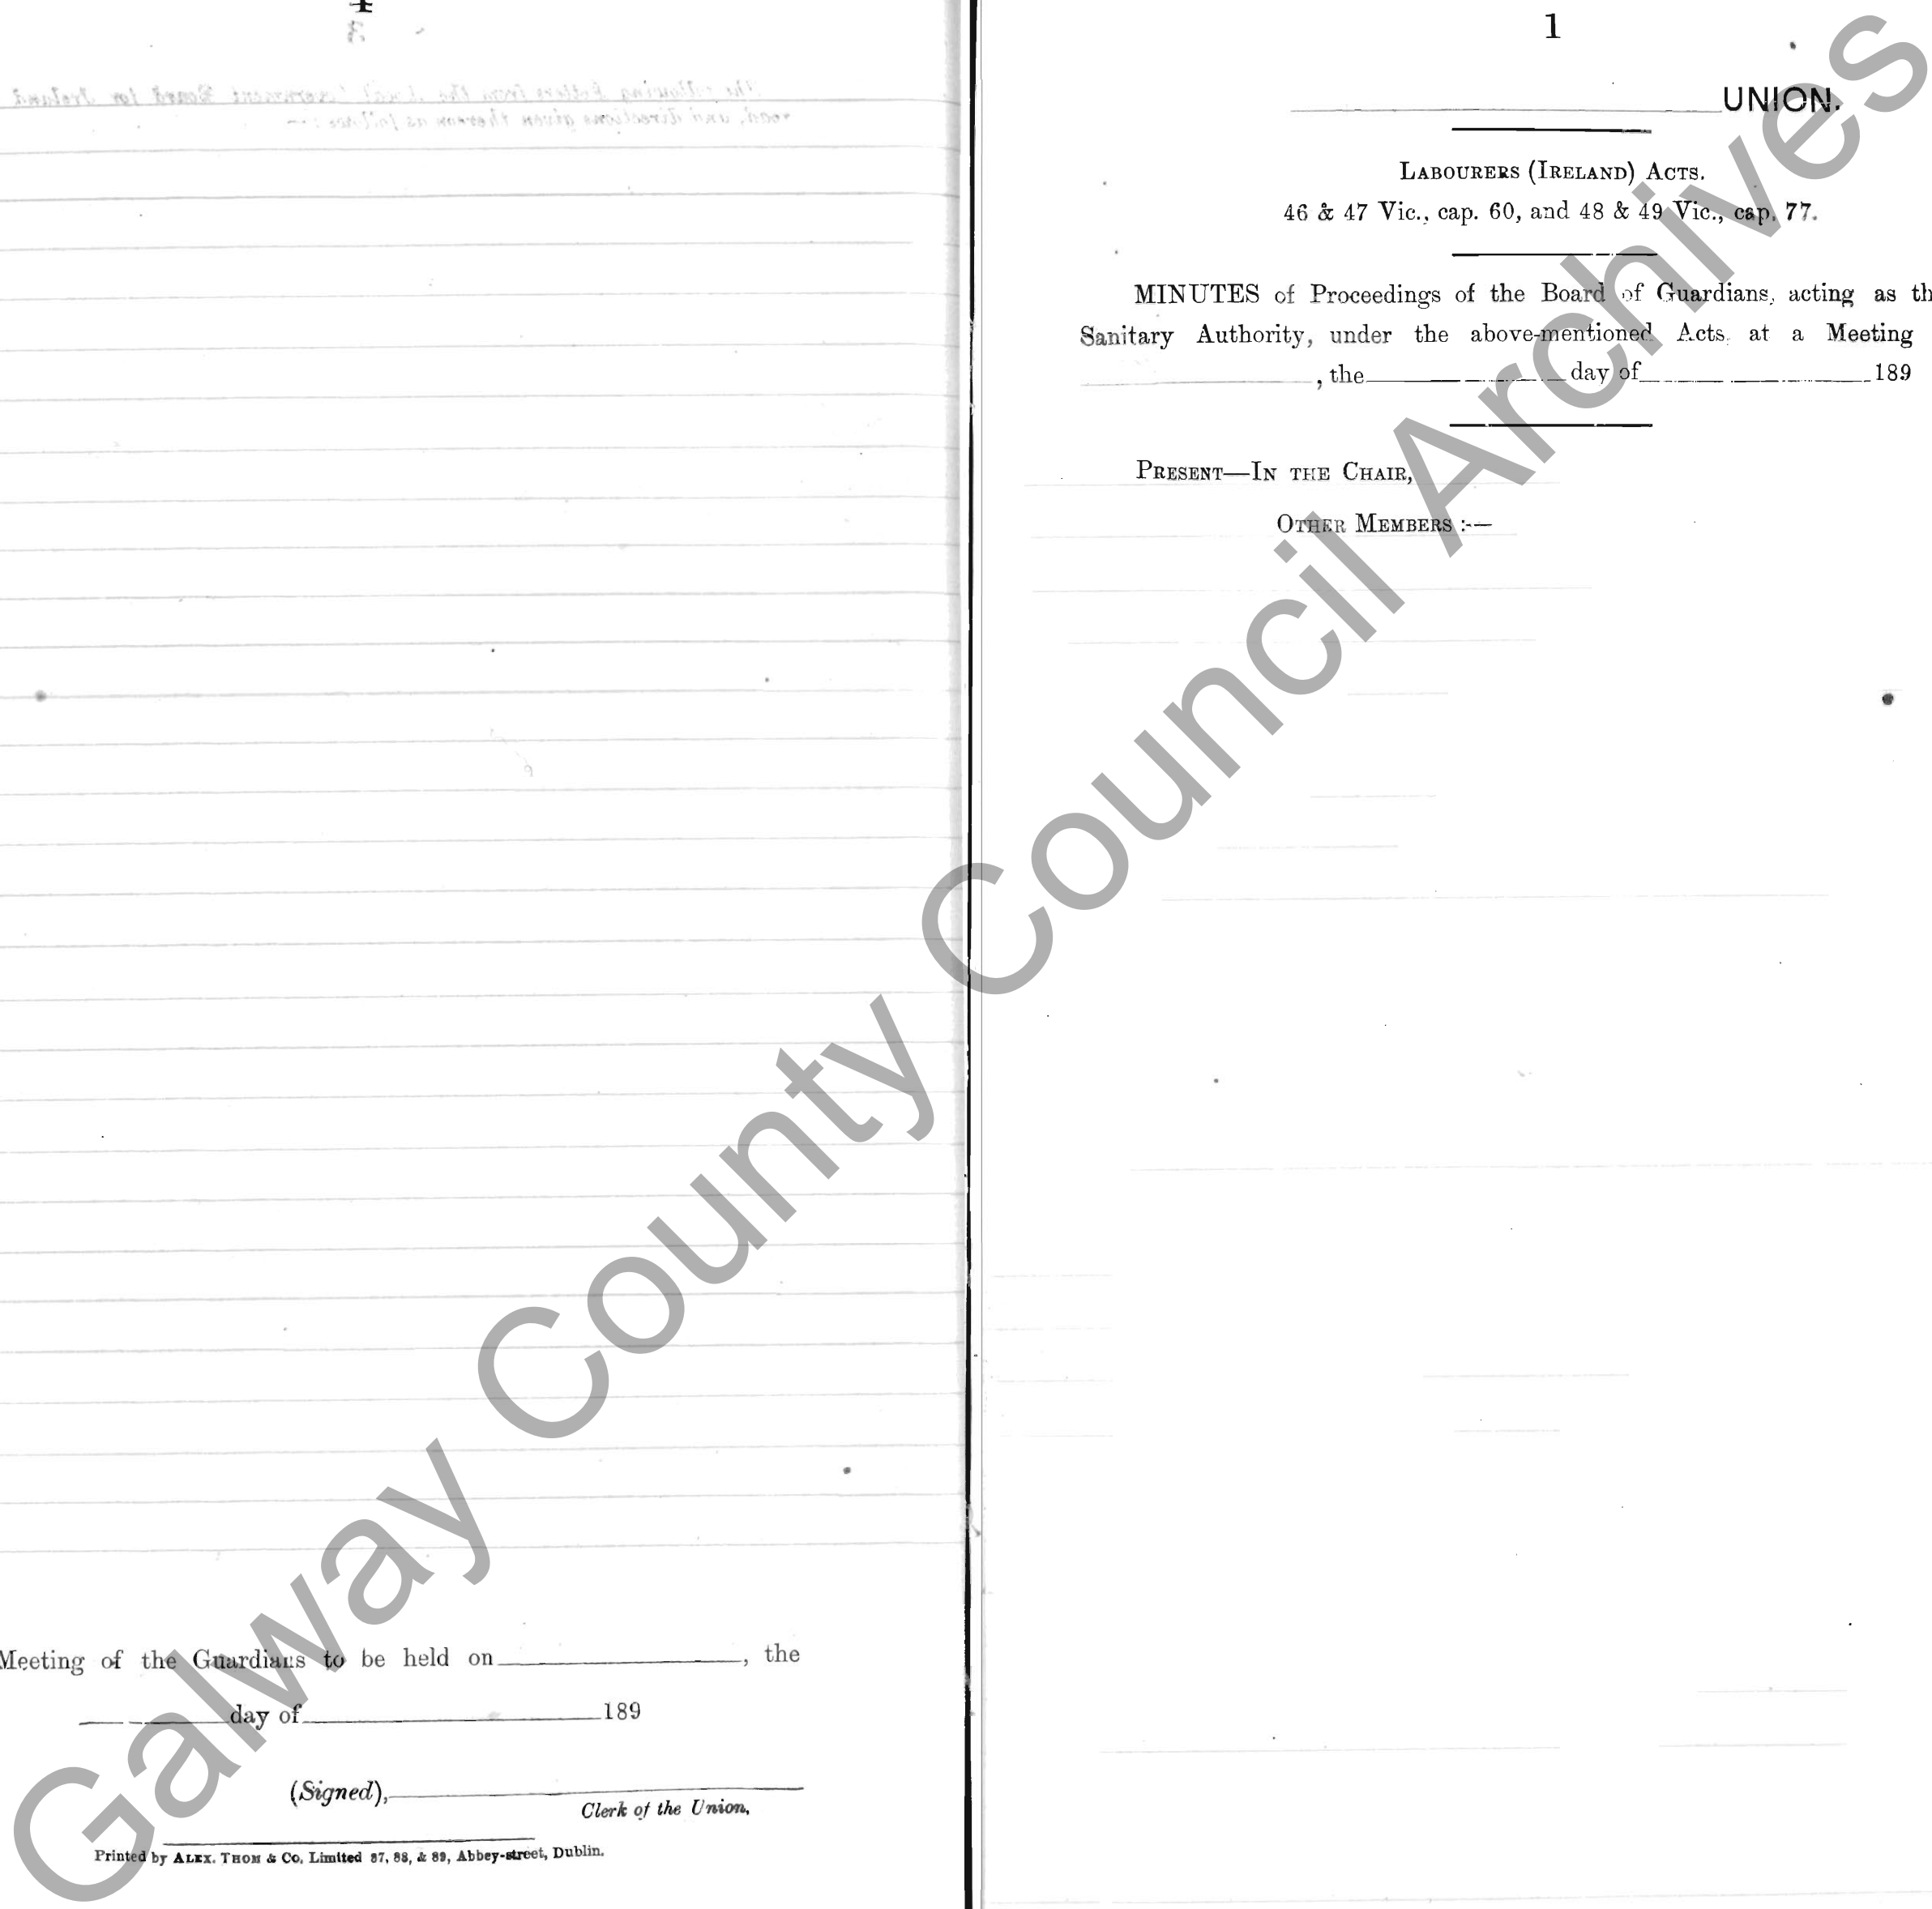 4
3
The following Letters from the Local Government Board for Ireland
read, and directions given thereon as follows :—
Meeting of the Guardians to be held on , the
day of 189
(Signed),
Clerk of the Union.
Printed by ALEX. THOM & Co. Limited 87, 88, & 89, Abbey-street, Dublin.
1
UNION.
LABOURERS (IRELAND) ACTS.
46 & 47 Vic., cap. 60, and 48 & 49 Vic., cap. 77.
MINUTES of Proceedings of the Board of Guardians, acting as th
Sanitary Authority, under the above-mentioned Acts, at a Meeting
, the day of 189
PRESENT—IN THE CHAIR,
OTHER MEMBERS :—
Galway County Council Archives